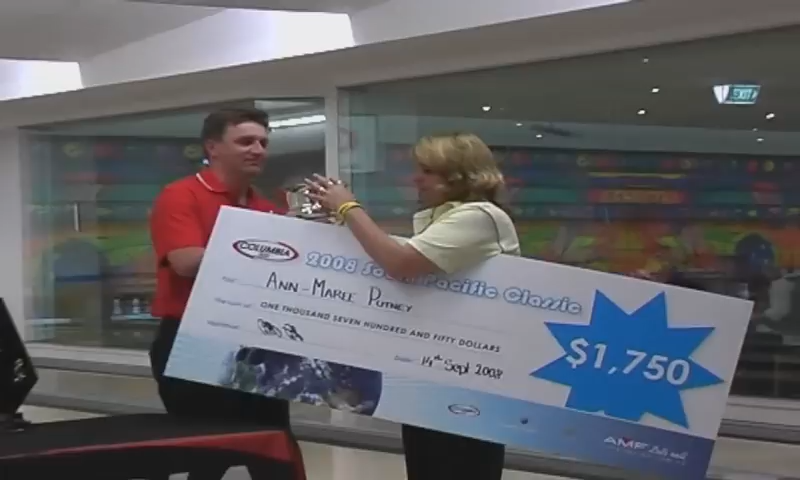 EXIT
COLUMBIA
2008 South Pacific Classic
ANN-MAREE PUTNEY
ONE THOUSAND SEVEN HUNDRED AND FIFTY DOLLARS
14th Sept 2008
$1,750
AMF